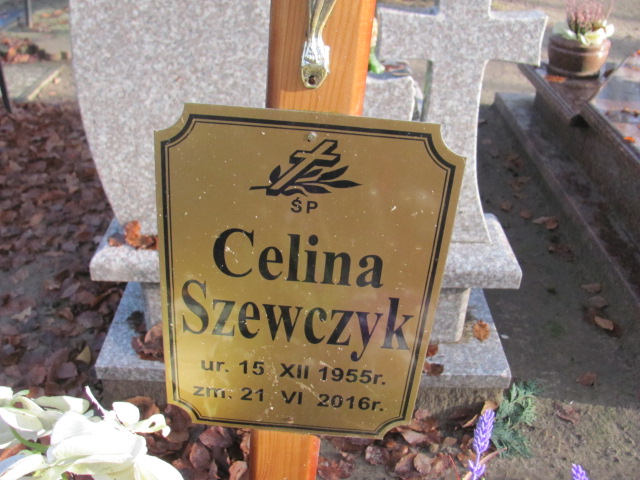 ŚP
Celina
Szewczyk
ur. 15 XII 1955r.
zm. 21 VI 2016r.